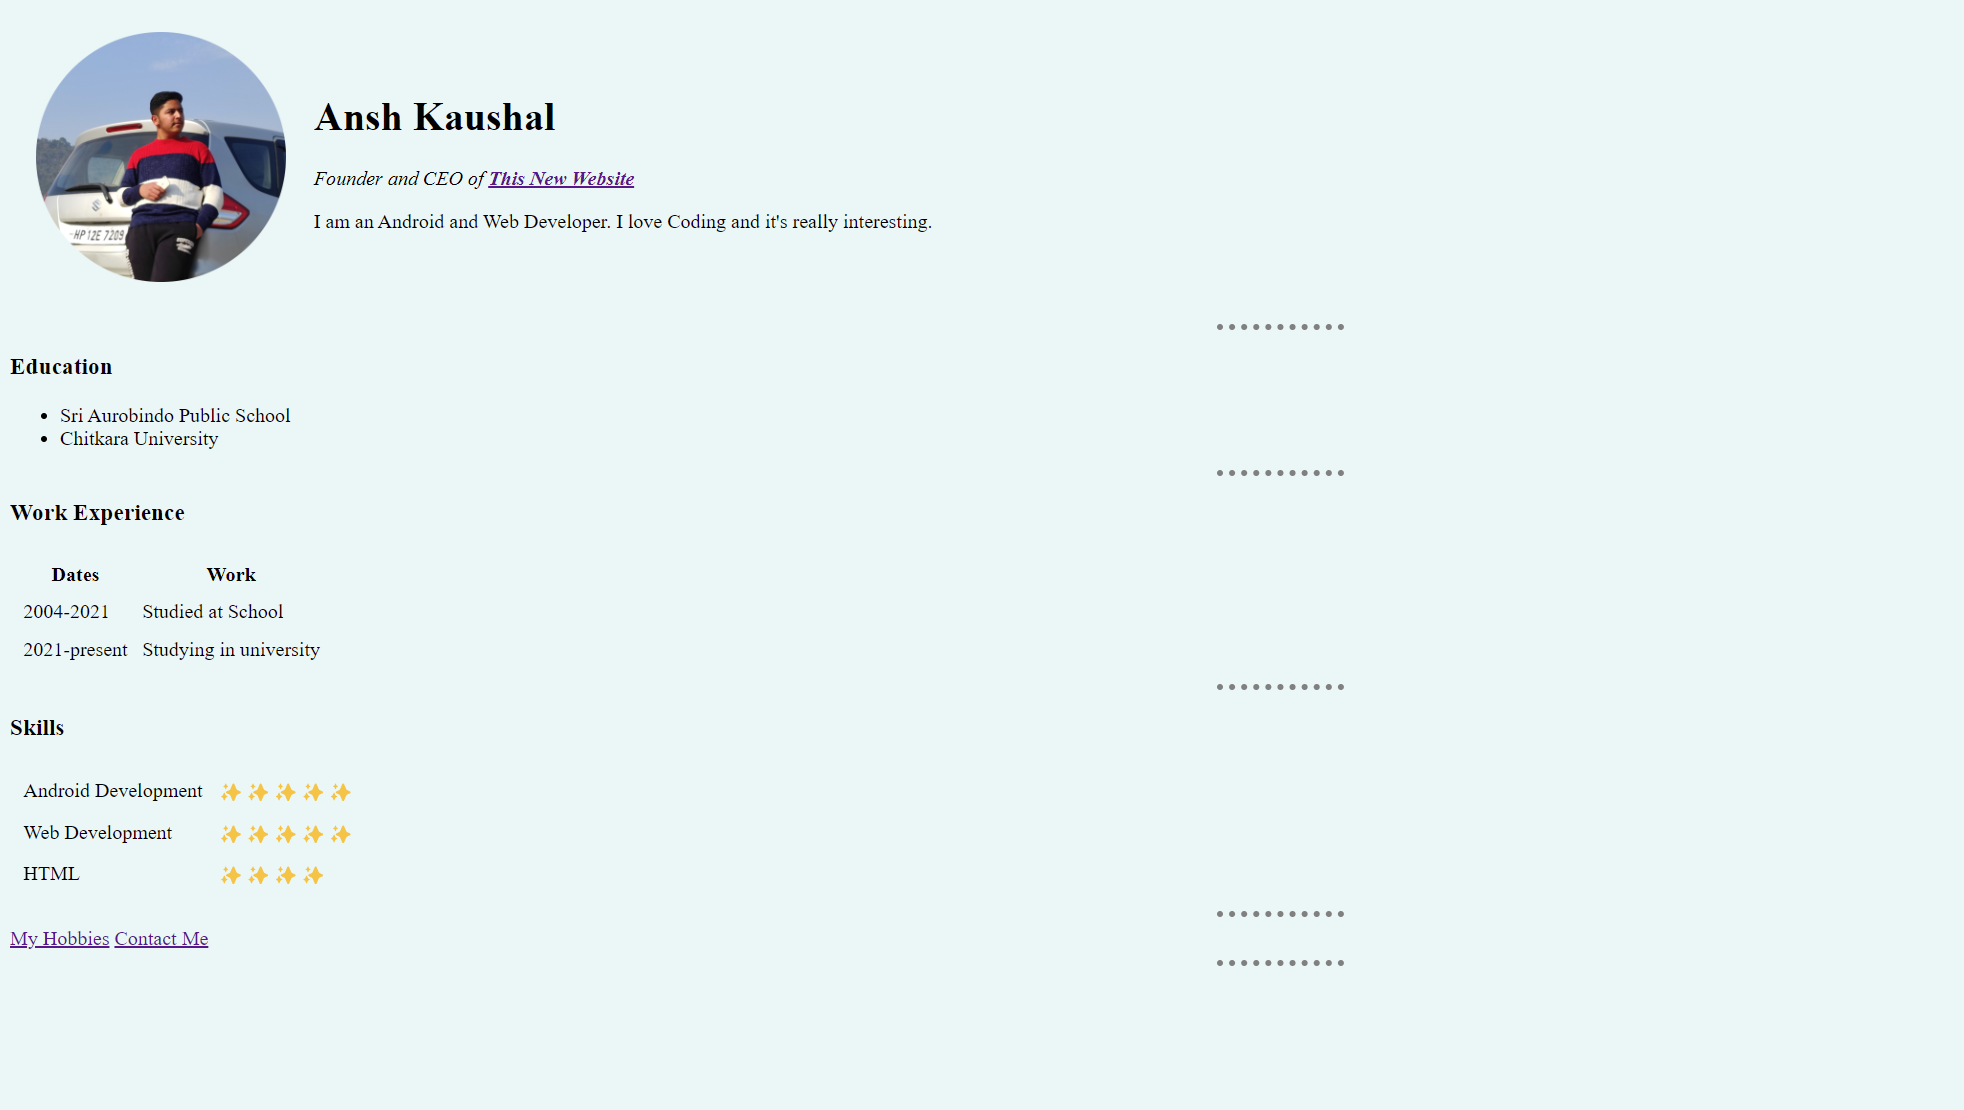 Ansh Kaushal
Founder and CEO of This New Website
I am an Android and Web Developer. I love Coding and it's really interesting.
HP 12E 7209
Education
• Sri Aurobindo Public School
• Chitkara University
Work Experience
Dates Work
2004-2021 Studied at School
2021-present Studying in university
Skills
Android Development ✨ ✨ ✨ ✨ ✨
Web Development ✨ ✨ ✨ ✨ ✨
HTML ✨ ✨ ✨ ✨
My Hobbies Contact Me